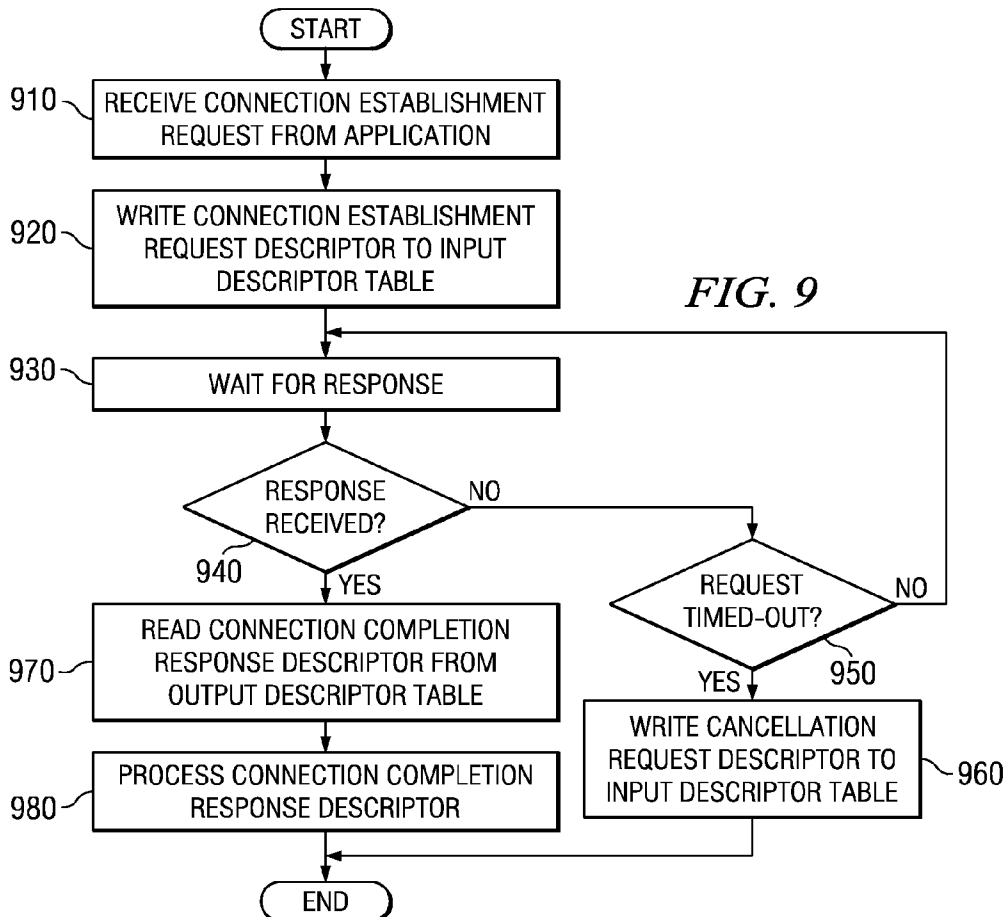 START
910
RECEIVE CONNECTION ESTABLISHMENT
REQUEST FROM APPLICATION
920
WRITE CONNECTION ESTABLISHMENT
REQUEST DESCRIPTOR TO INPUT
DESCRIPTOR TABLE
FIG. 9
930
WAIT FOR RESPONSE
RESPONSE
RECEIVED?
NO
940
YES
REQUEST
TIMED-OUT?
NO
950
YES
970
READ CONNECTION COMPLETION
RESPONSE DESCRIPTOR FROM
OUTPUT DESCRIPTOR TABLE
WRITE CANCELLATION
REQUEST DESCRIPTOR TO
INPUT DESCRIPTOR TABLE
960
980
PROCESS CONNECTION COMPLETION
RESPONSE DESCRIPTOR
END